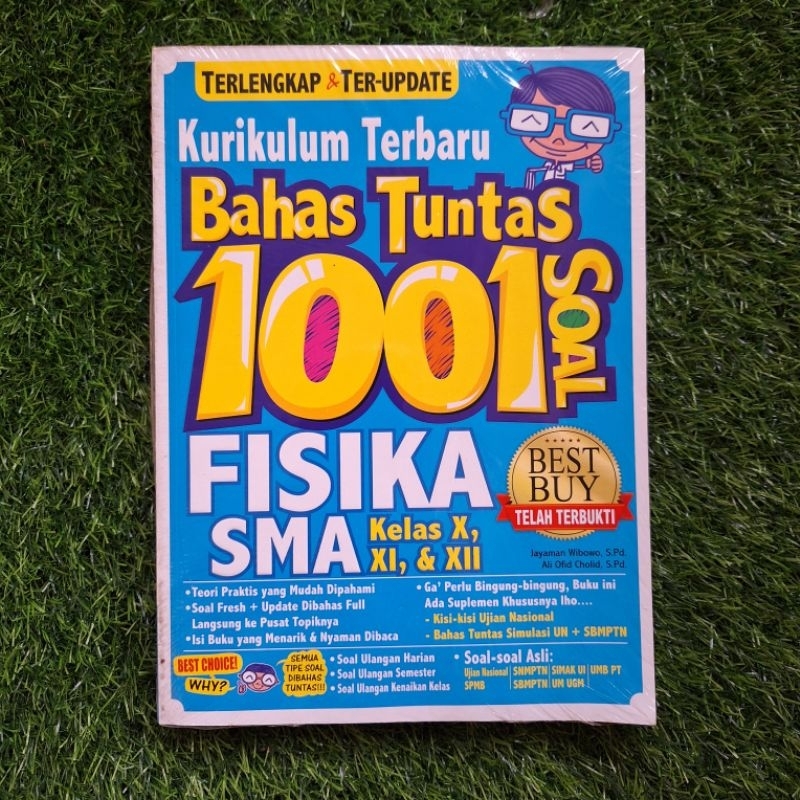 TERLENGKAP & TER-UPDATE
Kurikulum Terbaru
Bahas Tuntas
1001 SOAL
FISIKA
SMA Kelas X,
XI, & XII
BEST
BUY
TELAH TERBUKTI
Jayaman Wibowo, S.Pd.
Ali Ofid Cholid, S.Pd.
•Teori Praktis yang Mudah Dipahami
•Soal Fresh + Update Dibahas Full
Langsung ke Pusat Topiknya
•Isi Buku yang Menarik & Nyaman Dibaca
•Ga' Perlu Bingung-bingung, Buku ini
Ada Suplemen Khususnya lho....
- Kisi-kisi Ujian Nasional
- Bahas Tuntas Simulasi UN + SBMPTN
BEST CHOICE!
WHY?
SEMUA
TIPE SOAL
DIBAHAS
TUNTAS!!!
• Soal Ulangan Harian
• Soal Ulangan Semester
• Soal Ulangan Kenaikan Kelas
• Soal-soal Asli:
Ujian Nasional SNMPTN SIMAK UI UMB PT
SPMB SBMPTN UM UGM